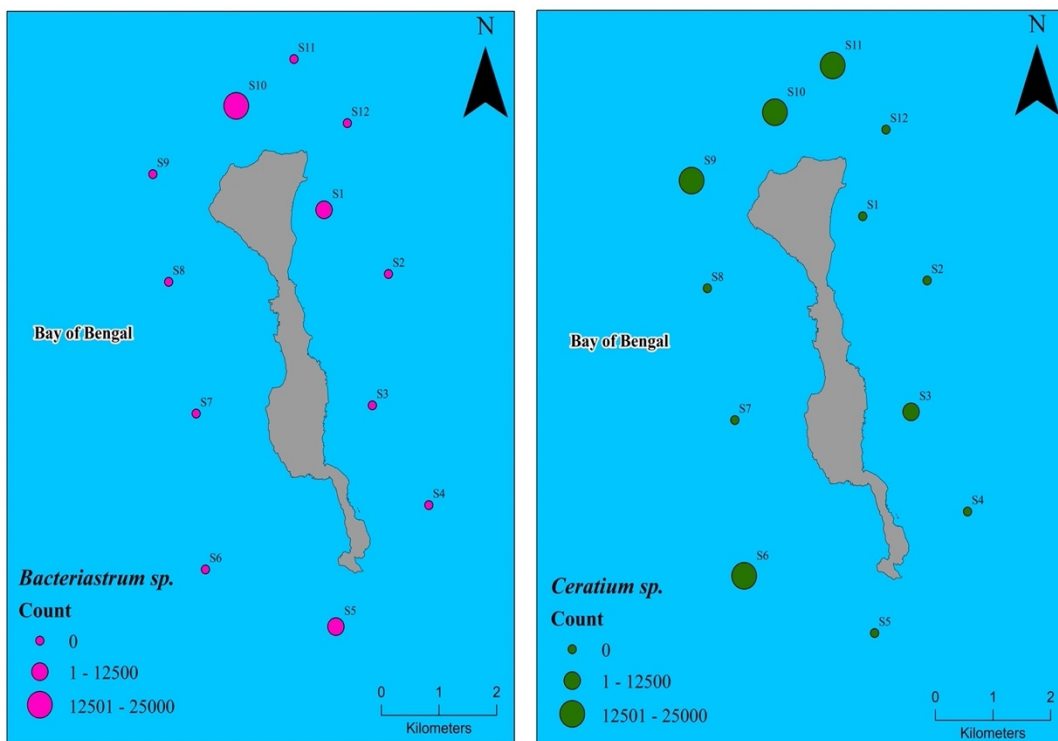 N
S11
S10
S12
S9
S1
S2
S8
Bay of Bengal
S3
S7
S4
S6
Bacteriastrum sp.
Count
S5
0
1 - 12500
12501 - 25000
0 1 2
Kilometers
N
S11
S10
S12
S9
S1
S2
S8
Bay of Bengal
S3
S7
S4
S6
Ceratium sp.
Count
S5
0
1 - 12500
12501 - 25000
0 1 2
Kilometers